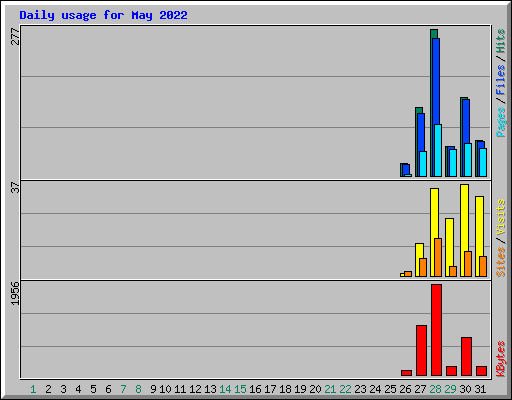 Daily usage for May 2022
277
37
1956
Pages/Files/Hits
Sites/Visits
KBytes
1 2 3 4 5 6 7 8 9 10 11 12 13 14 15 16 17 18 19 20 21 22 23 24 25 26 27 28 29 30 31